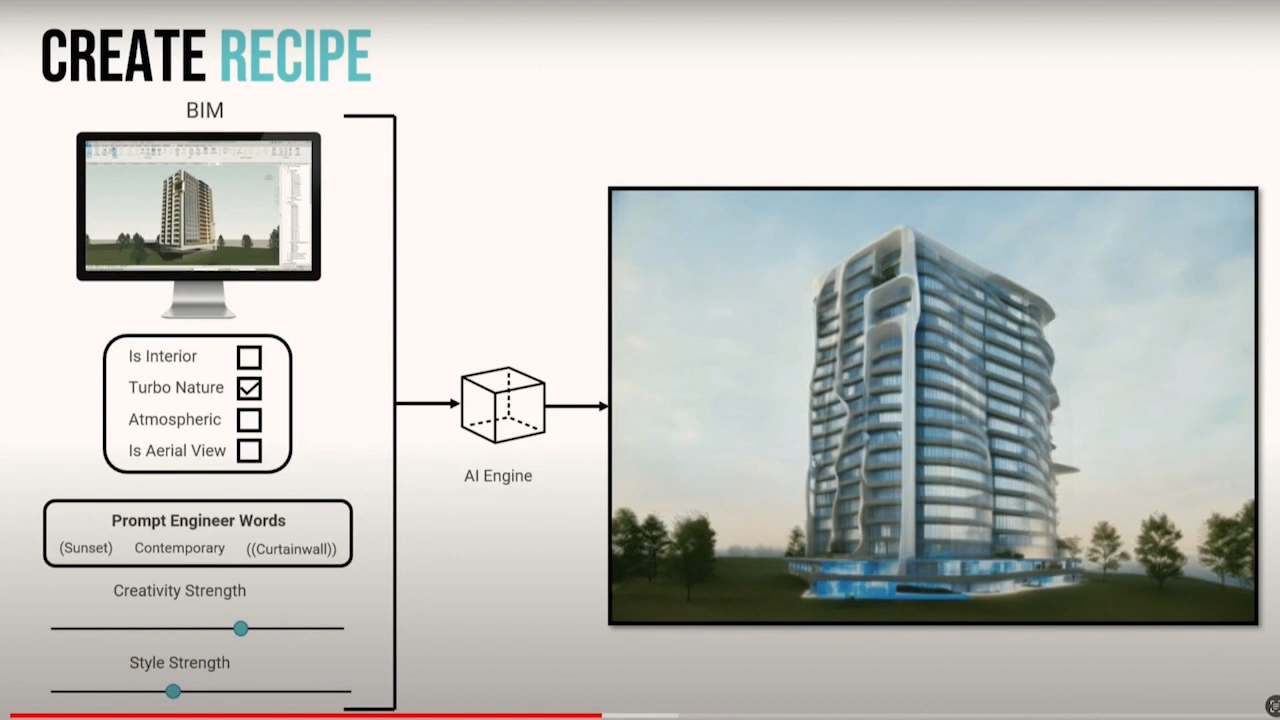 CREATE RECIPE
BIM
Is Interior
Turbo Nature
Atmospheric
Is Aerial View
Prompt Engineer Words
(Sunset) Contemporary ((Curtainwall))
Creativity Strength
Style Strength
AI Engine